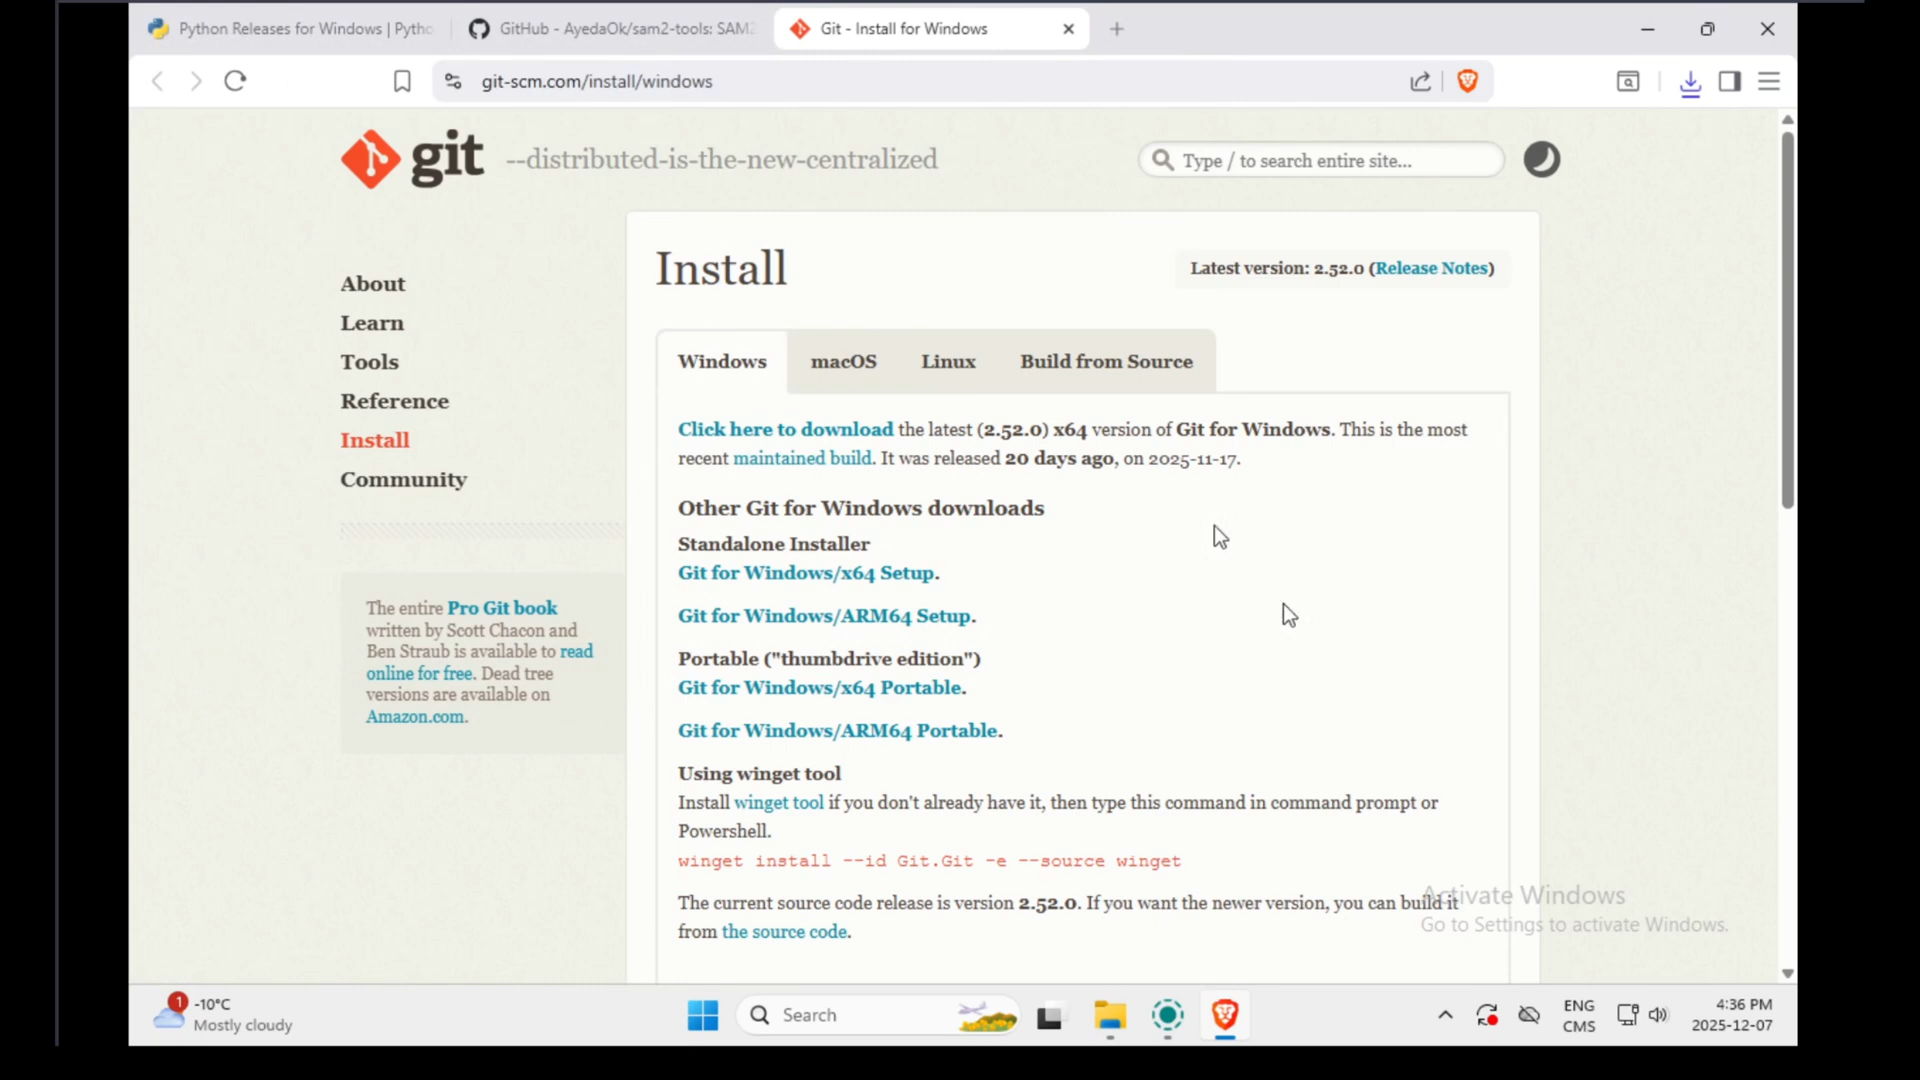 Python Releases for Windows | Pytho
GitHub - AyedaOk/sam2-tools: SAM2
Git - Install for Windows
git-scm.com/install/windows
git --distributed-is-the-new-centralized
Type / to search entire site...
About
Learn
Tools
Reference
Install
Community
The entire Pro Git book
written by Scott Chacon and
Ben Straub is available to read
online for free. Dead tree
versions are available on
Amazon.com.
Install
Latest version: 2.52.0 (Release Notes)
Windows macOS Linux Build from Source
Click here to download the latest (2.52.0) x64 version of Git for Windows. This is the most
recent maintained build. It was released 20 days ago, on 2025-11-17.
Other Git for Windows downloads
Standalone Installer
Git for Windows/x64 Setup.
Git for Windows/ARM64 Setup.
Portable ("thumbdrive edition")
Git for Windows/x64 Portable.
Git for Windows/ARM64 Portable.
Using winget tool
Install winget tool if you don't already have it, then type this command in command prompt or
Powershell.
winget install --id Git.Git -e --source winget
The current source code release is version 2.52.0. If you want the newer version, you can build it
from the source code.
Activate Windows
Go to Settings to activate Windows.
1
-10°C
Mostly cloudy
Search
ENG
CMS
4:36 PM
2025-12-07